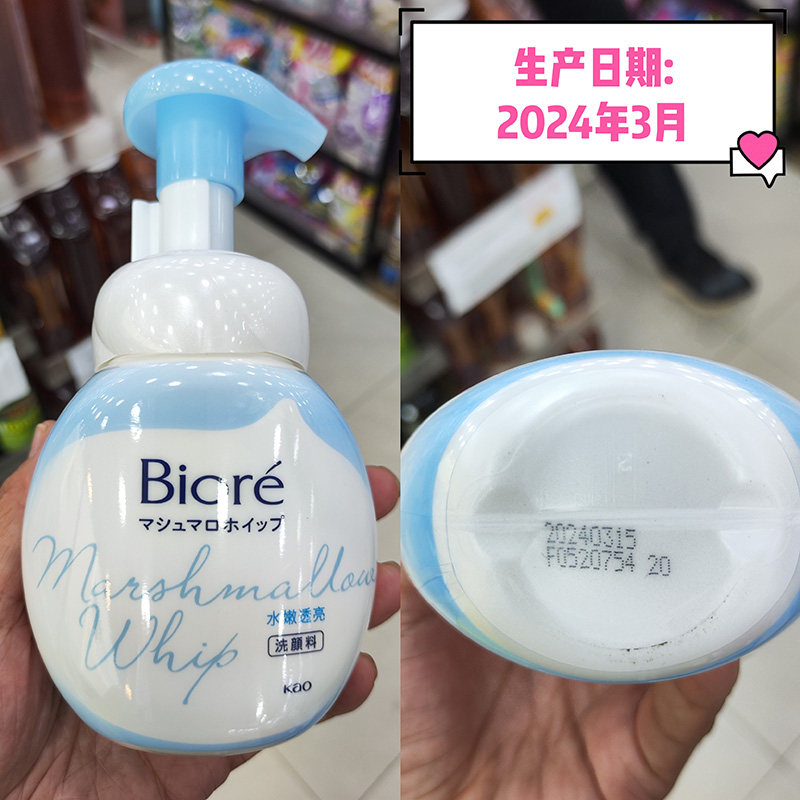 Bioré
マシュマロホイップ
Marshmallow
Whip
水嫩透亮
洗顔料
Kao
生产日期:
2024年3月
20240315
F0520754 20